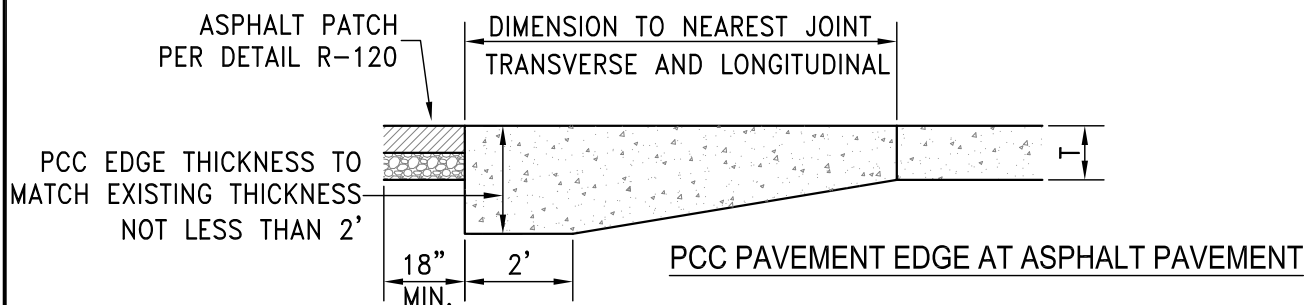 ASPHALT PATCH
PER DETAIL R-120
DIMENSION TO NEAREST JOINT
TRANSVERSE AND LONGITUDINAL
PCC EDGE THICKNESS TO
MATCH EXISTING THICKNESS
NOT LESS THAN 2'
T
18"
MIN.
2'
PCC PAVEMENT EDGE AT ASPHALT PAVEMENT